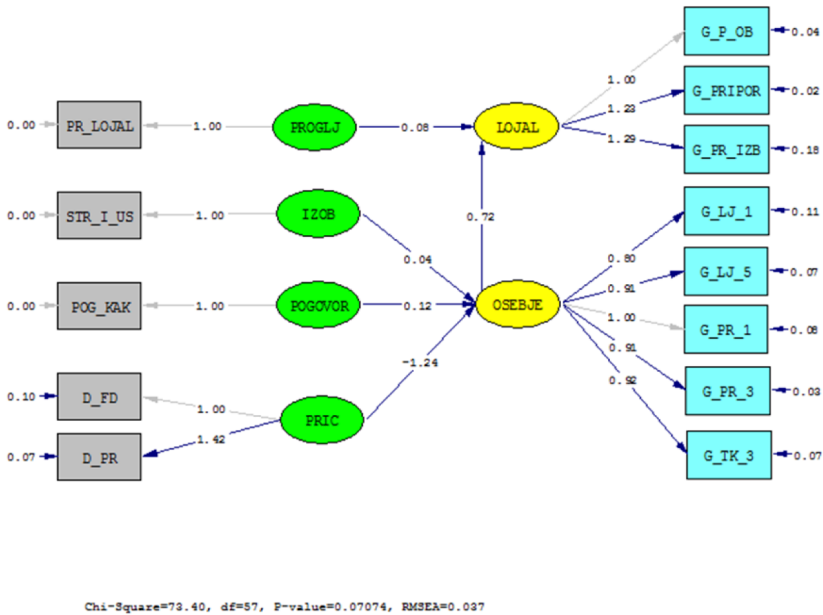 G_P_OB
0.04
1.00
G_PRIPOR
0.02
1.23
0.00
PR_LOJAL
1.00
PROGLJ
0.08
LOJAL
1.29
G_PR_IZB
0.18
0.00
STR_I_US
1.00
IZOB
0.72
G_LJ_1
0.11
0.04
0.80
G_LJ_5
0.07
0.91
0.00
POG_KAK
1.00
POGOVOR
0.12
OSEBJE
1.00
G_PR_1
0.08
0.91
-1.24
0.92
G_PR_3
0.03
0.10
D_FD
1.00
PRIC
1.42
0.07
D_PR
G_TK_3
0.07
Chi-Square=73.40, df=57, P-value=0.07074, RMSEA=0.037